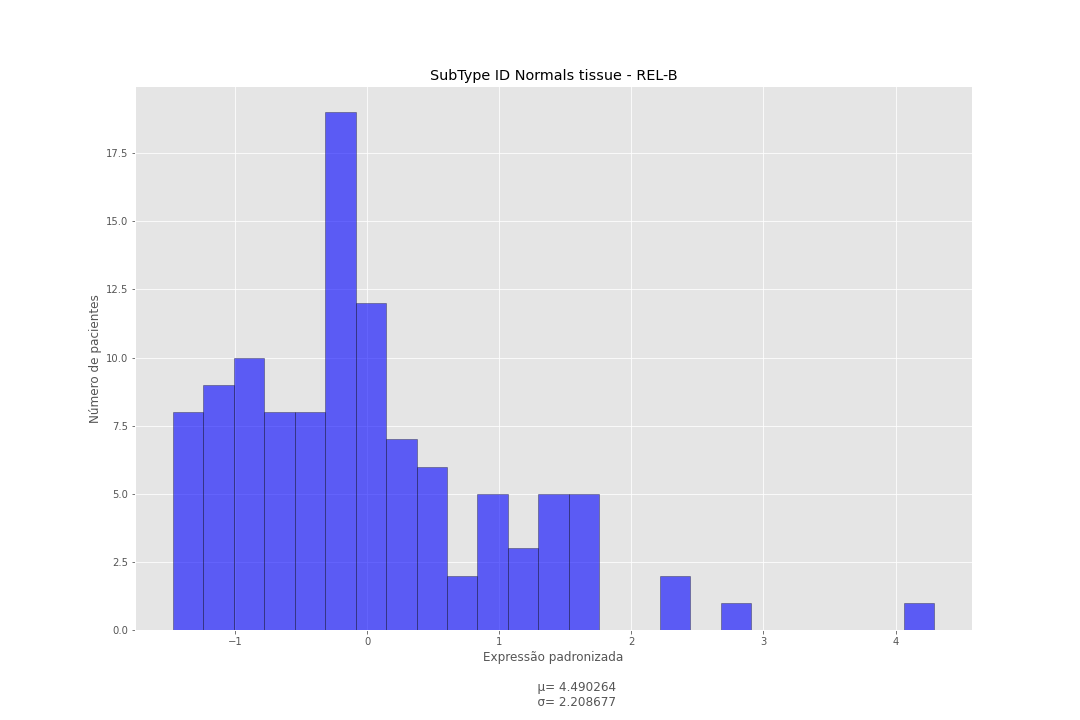 SubType ID Normals tissue - REL-B
17.5
15.0
12.5
10.0
7.5
5.0
2.5
0.0
Número de pacientes
−1 0 1 2 3 4
Expressão padronizada
μ= 4.490264
σ= 2.208677